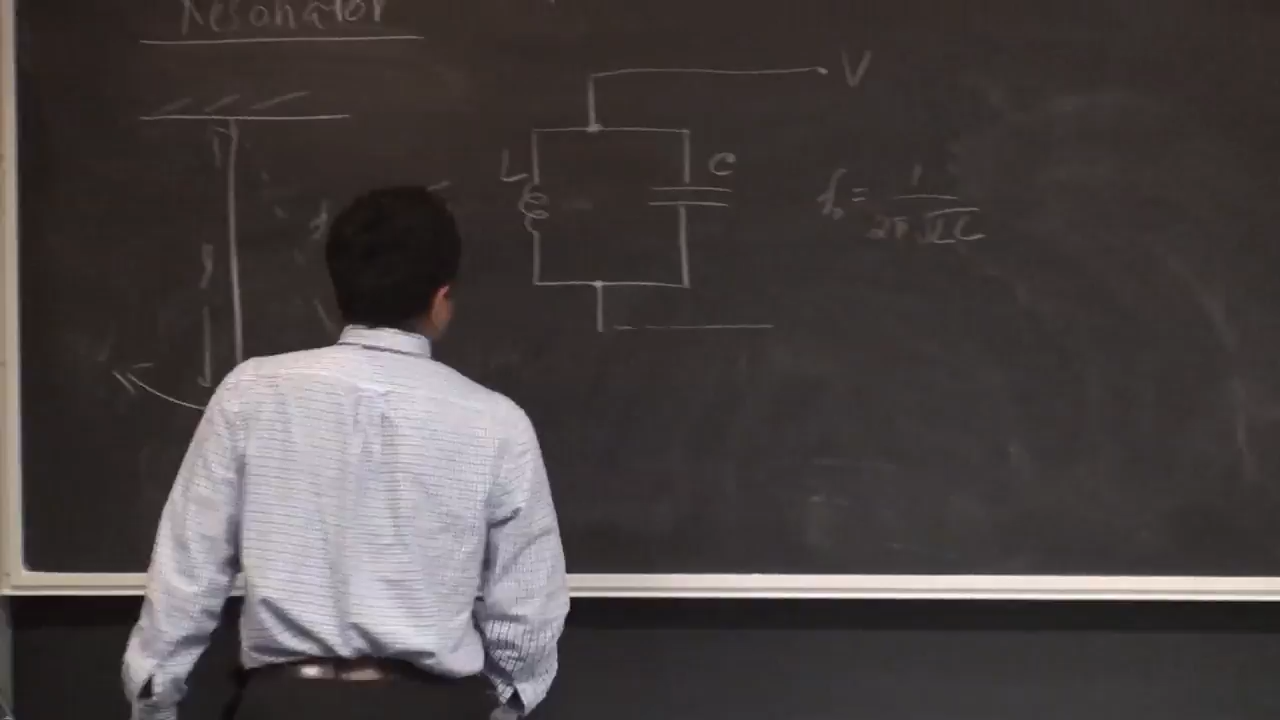 Resonator
V
L
C
l
f₀ = 1 / 2π√LC